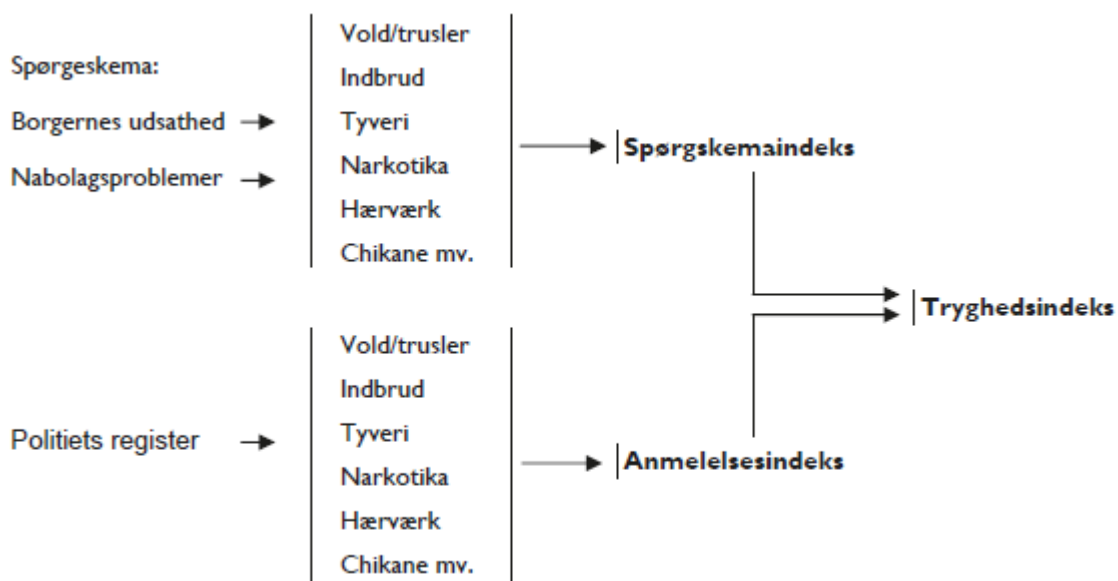 Spørgeskema:
Borgernes udsathed
Nabolagsproblemer
Vold/trusler
Indbrud
Tyveri
Narkotika
Hærværk
Chikane mv.
Spørgskemaindeks
Tryghedsindeks
Politiets register
Vold/trusler
Indbrud
Tyveri
Narkotika
Hærværk
Chikane mv.
Anmelelsesindeks